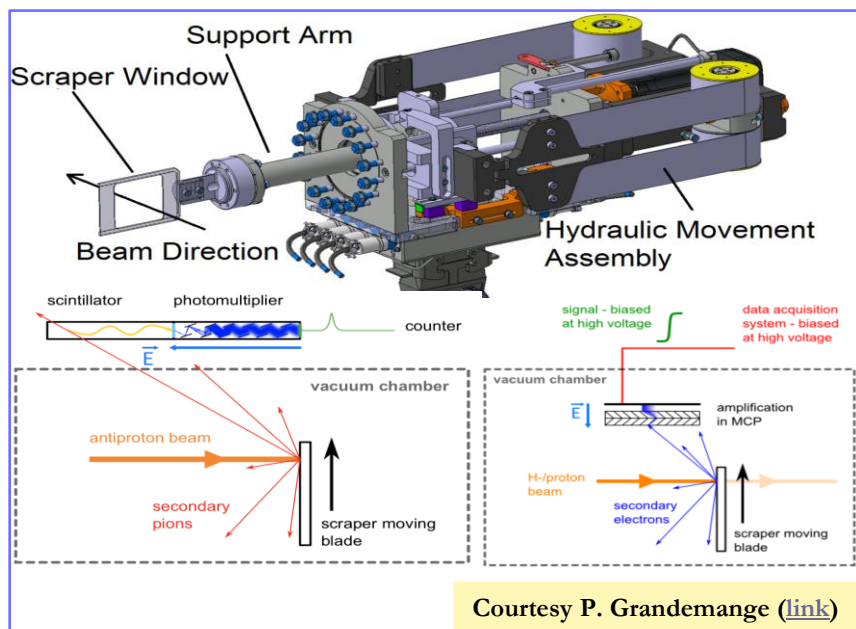 Support Arm
Scraper Window
Beam Direction
Hydraulic Movement
Assembly
scintillator
photomultiplier
counter
E
vacuum chamber
antiproton beam
secondary
pions
scraper moving
blade
signal - biased
at high voltage
data acquisition
system - biased
at high voltage
vacuum chamber
E
amplification
in MCP
H-/proton
beam
secondary
electrons
scraper moving
blade
Courtesy P. Grandemange (link)